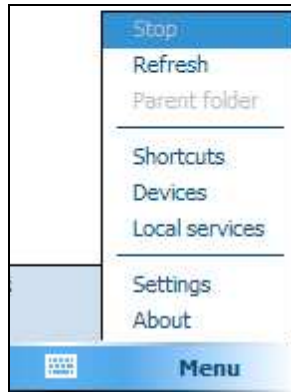 Stop
Refresh
Parent folder
Shortcuts
Devices
Local services
Settings
About
Menu